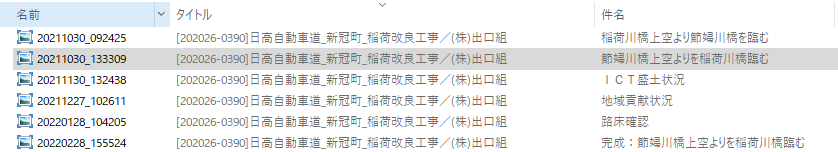 名前 タイトル 件名
20211030_092425 [202026-0390]日高自動車道_新冠町_稲荷改良工事／(株)出口組 稲荷川橋上空より節婦川橋を臨む
20211030_133309 [202026-0390]日高自動車道_新冠町_稲荷改良工事／(株)出口組 節婦川橋上空よりを稲荷川橋臨む
20211130_132438 [202026-0390]日高自動車道_新冠町_稲荷改良工事／(株)出口組 ＩＣＴ盛土状況
20211227_102611 [202026-0390]日高自動車道_新冠町_稲荷改良工事／(株)出口組 地域貢献状況
20220128_104205 [202026-0390]日高自動車道_新冠町_稲荷改良工事／(株)出口組 路床確認
20220228_155524 [202026-0390]日高自動車道_新冠町_稲荷改良工事／(株)出口組 完成：節婦川橋上空よりを稲荷川橋臨む